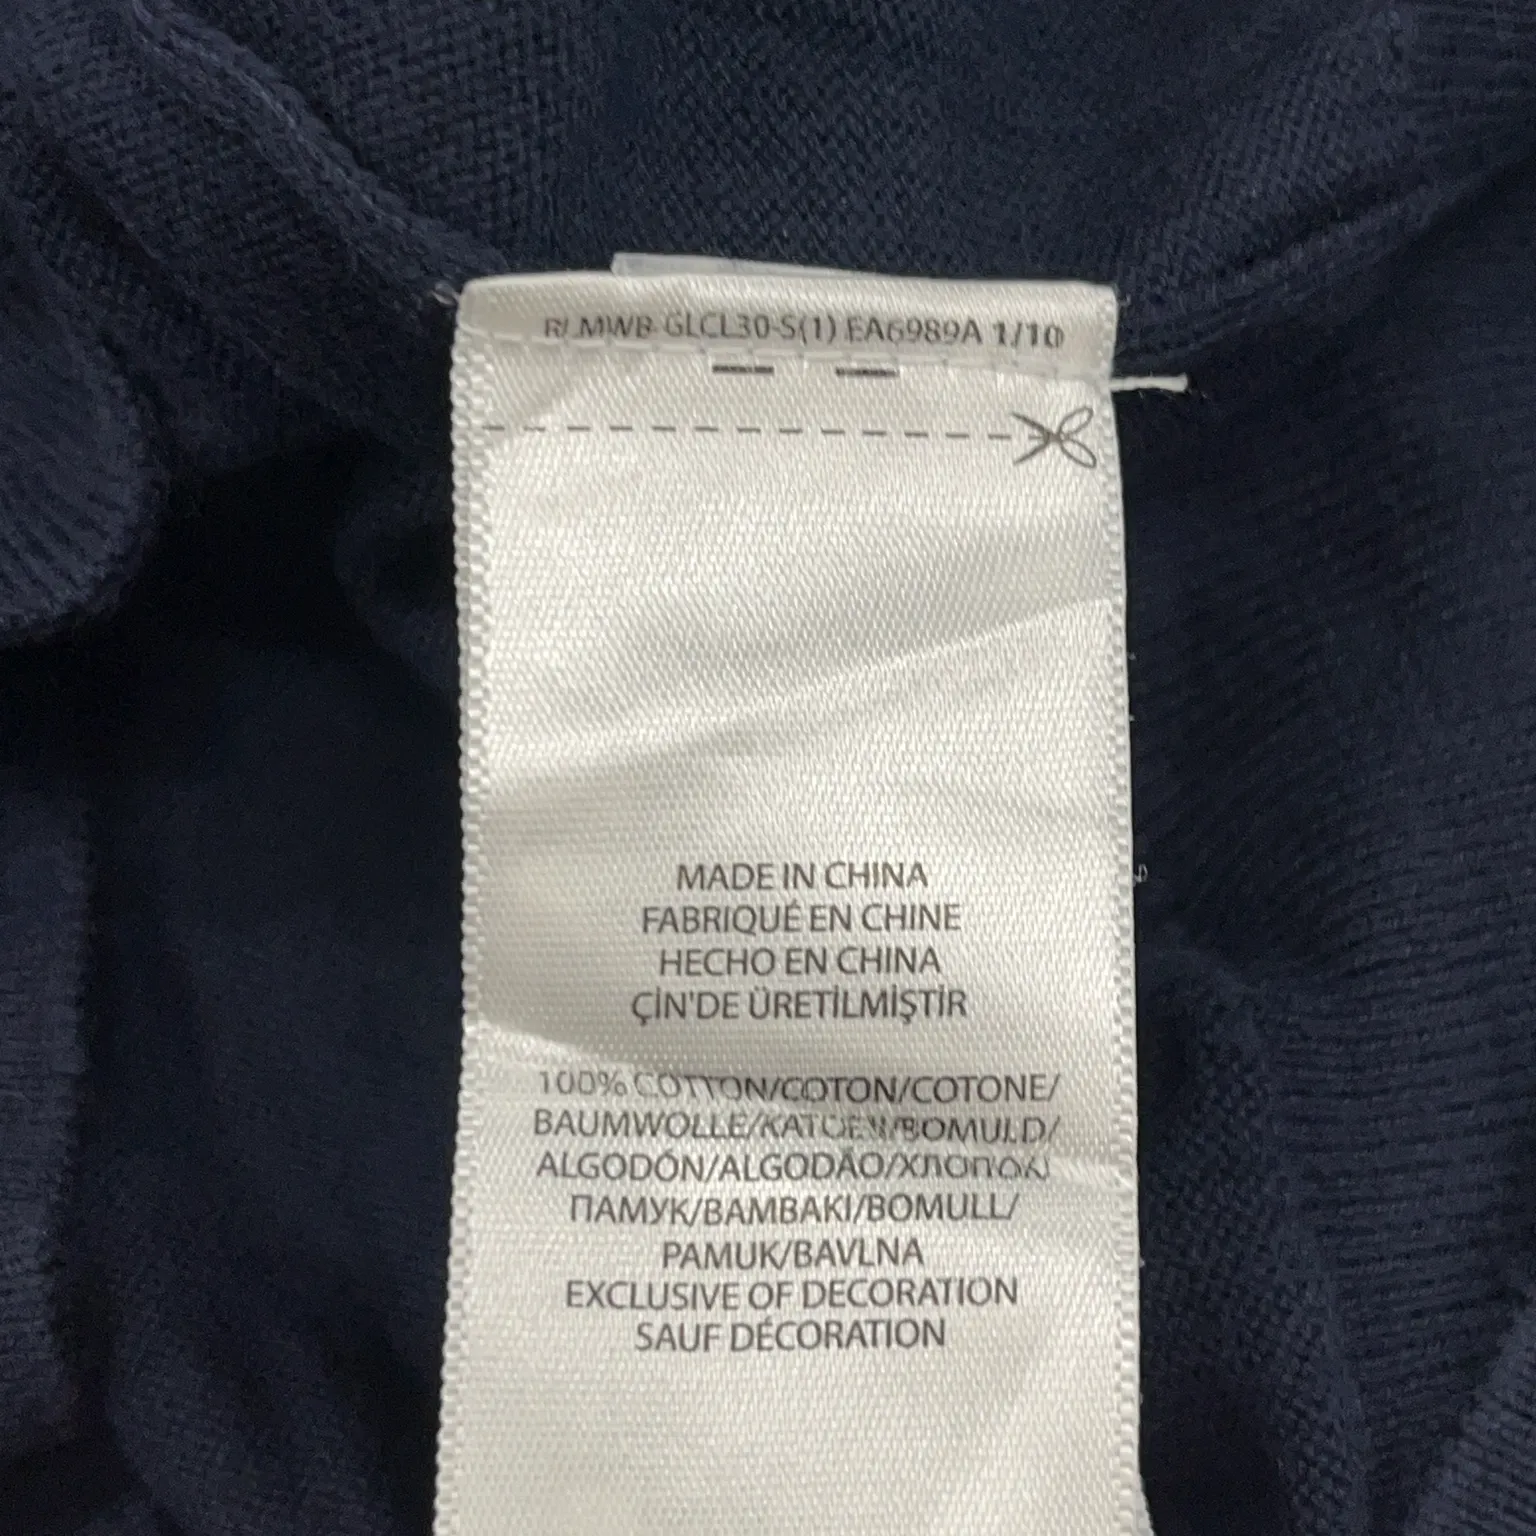 RLMWB-GLCL30-S(1) EA6989A 1/10
MADE IN CHINA
FABRIQUÉ EN CHINE
HECHO EN CHINA
ÇİN'DE ÜRETİLMİŞTİR
100% COTTON/COTON/COTONE/
BAUMWOLLE/KATOEN/BOMULD/
ALGODÓN/ALGODÃO/ХЛОПОК/
ПАМУК/ΒΑΜΒΑΚΙ/BOMULL/
PAMUK/BAVLNA
EXCLUSIVE OF DECORATION
SAUF DÉCORATION